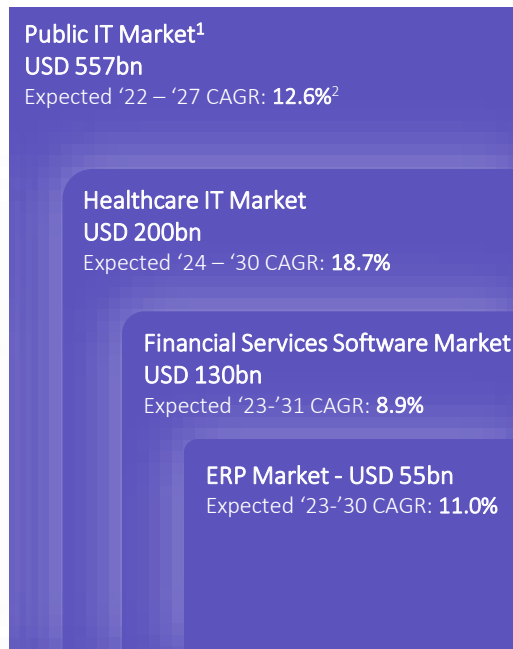 Public IT Market¹
USD 557bn
Expected ‘22 – ‘27 CAGR: 12.6%²
Healthcare IT Market
USD 200bn
Expected ‘24 – ‘30 CAGR: 18.7%
Financial Services Software Market
USD 130bn
Expected ‘23-’31 CAGR: 8.9%
ERP Market - USD 55bn
Expected ‘23-’30 CAGR: 11.0%